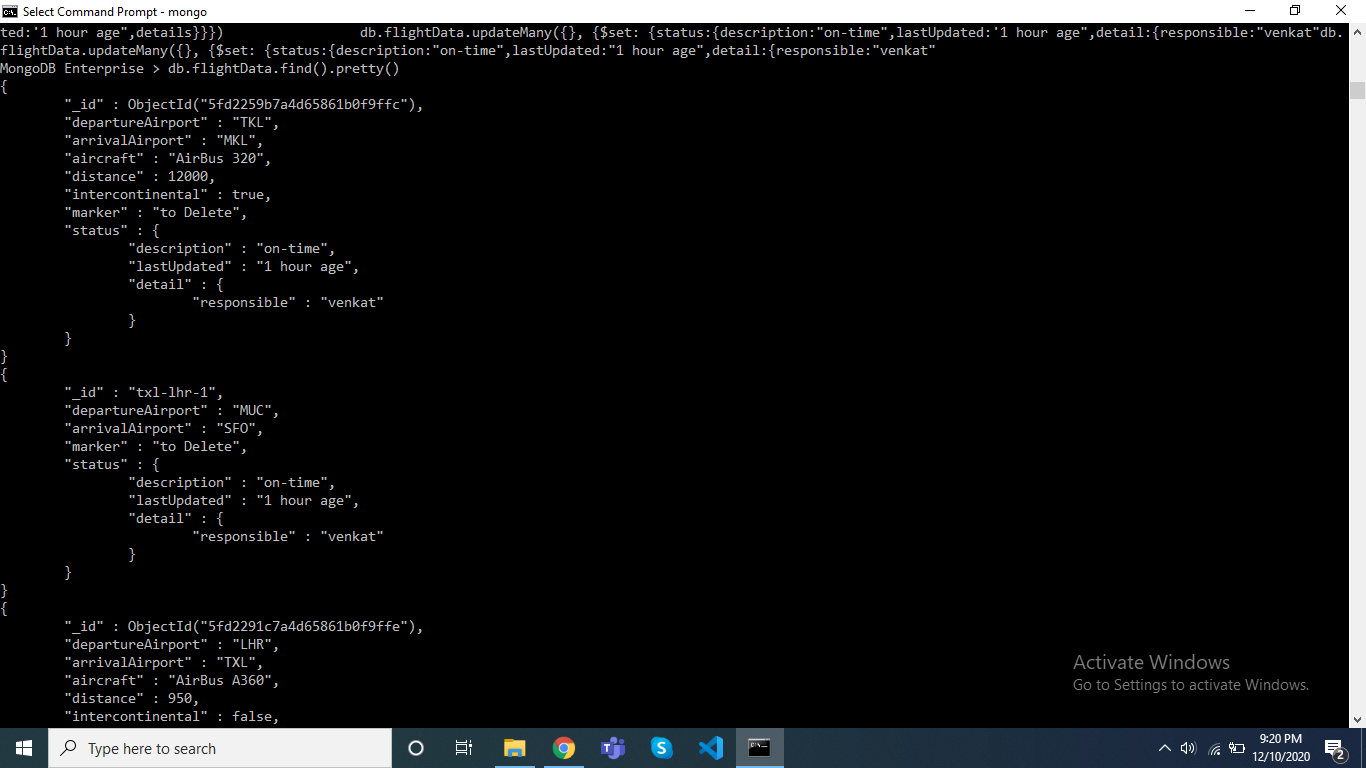 Select Command Prompt - mongo
ted:'1 hour age",details}}}) db.flightData.updateMany({}, {$set: {status:{description:"on-time",lastUpdated:'1 hour age",detail:{responsible:"venkat"db.
flightData.updateMany({}, {$set: {status:{description:"on-time",lastUpdated:"1 hour age",detail:{responsible:"venkat"
MongoDB Enterprise > db.flightData.find().pretty()
{
"_id" : ObjectId("5fd2259b7a4d65861b0f9ffc"),
"departureAirport" : "TKL",
"arrivalAirport" : "MKL",
"aircraft" : "AirBus 320",
"distance" : 12000,
"intercontinental" : true,
"marker" : "to Delete",
"status" : {
"description" : "on-time",
"lastUpdated" : "1 hour age",
"detail" : {
"responsible" : "venkat"
}
}
}
{
"_id" : "txl-lhr-1",
"departureAirport" : "MUC",
"arrivalAirport" : "SFO",
"marker" : "to Delete",
"status" : {
"description" : "on-time",
"lastUpdated" : "1 hour age",
"detail" : {
"responsible" : "venkat"
}
}
}
{
"_id" : ObjectId("5fd2291c7a4d65861b0f9ffe"),
"departureAirport" : "LHR",
"arrivalAirport" : "TXL",
"aircraft" : "AirBus A360",
"distance" : 950,
"intercontinental" : false,
Activate Windows
Go to Settings to activate Windows.
Type here to search
9:20 PM
12/10/2020
2